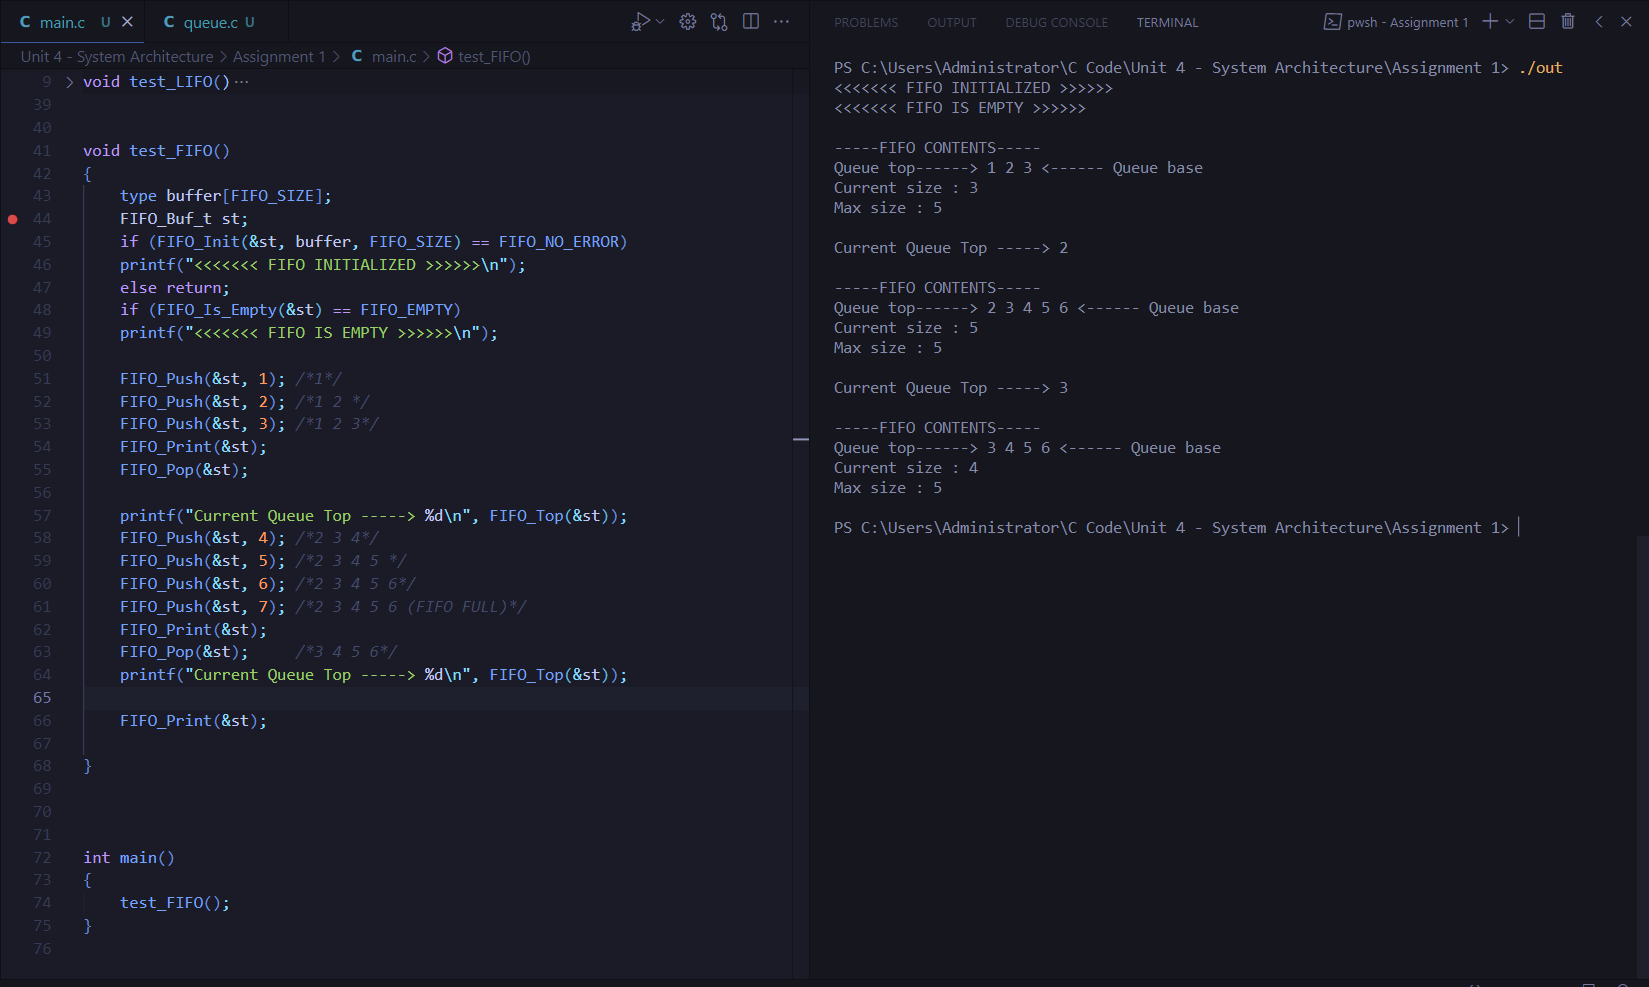 C main.c U × C queue.c U
Unit 4 - System Architecture > Assignment 1 > C main.c > test_FIFO()
9 > void test_LIFO()···
39
40
41 void test_FIFO()
42 {
43 type buffer[FIFO_SIZE];
44 FIFO_Buf_t st;
45 if (FIFO_Init(&st, buffer, FIFO_SIZE) == FIFO_NO_ERROR)
46 printf("<<<<<<< FIFO INITIALIZED >>>>>>\n");
47 else return;
48 if (FIFO_Is_Empty(&st) == FIFO_EMPTY)
49 printf("<<<<<<< FIFO IS EMPTY >>>>>>\n");
50
51 FIFO_Push(&st, 1); /*1*/
52 FIFO_Push(&st, 2); /*1 2 */
53 FIFO_Push(&st, 3); /*1 2 3*/
54 FIFO_Print(&st);
55 FIFO_Pop(&st);
56
57 printf("Current Queue Top -----> %d\n", FIFO_Top(&st));
58 FIFO_Push(&st, 4); /*2 3 4*/
59 FIFO_Push(&st, 5); /*2 3 4 5 */
60 FIFO_Push(&st, 6); /*2 3 4 5 6*/
61 FIFO_Push(&st, 7); /*2 3 4 5 6 (FIFO FULL)*/
62 FIFO_Print(&st);
63 FIFO_Pop(&st); /*3 4 5 6*/
64 printf("Current Queue Top -----> %d\n", FIFO_Top(&st));
65
66 FIFO_Print(&st);
67
68 }
69
70
71
72 int main()
73 {
74 test_FIFO();
75 }
76
PROBLEMS OUTPUT DEBUG CONSOLE TERMINAL pwsh - Assignment 1
PS C:\Users\Administrator\C Code\Unit 4 - System Architecture\Assignment 1> ./out
<<<<<<< FIFO INITIALIZED >>>>>>
<<<<<<< FIFO IS EMPTY >>>>>>
-----FIFO CONTENTS-----
Queue top------> 1 2 3 <------ Queue base
Current size : 3
Max size : 5
Current Queue Top -----> 2
-----FIFO CONTENTS-----
Queue top------> 2 3 4 5 6 <------ Queue base
Current size : 5
Max size : 5
Current Queue Top -----> 3
-----FIFO CONTENTS-----
Queue top------> 3 4 5 6 <------ Queue base
Current size : 4
Max size : 5
PS C:\Users\Administrator\C Code\Unit 4 - System Architecture\Assignment 1>